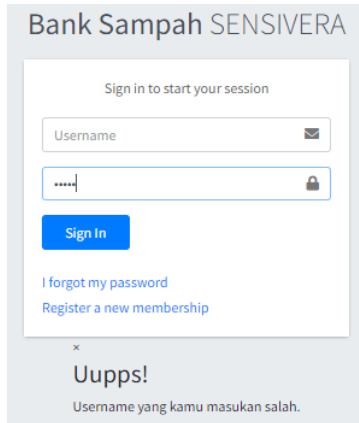 Bank Sampah SENSIVERA
Sign in to start your session
Username
•••••
Sign In
I forgot my password
Register a new membership
×
Uupps!
Username yang kamu masukan salah.